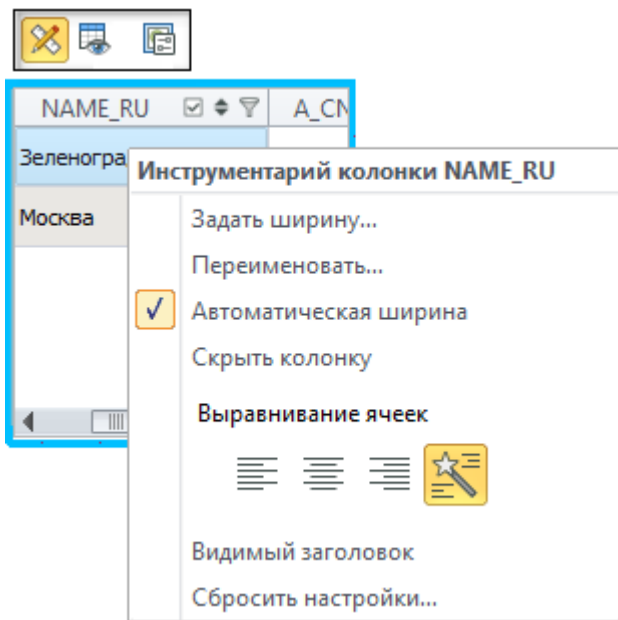 NAME_RU
A_CN
Зеленогра
Инструментарий колонки NAME_RU
Москва
Задать ширину...
Переименовать...
Автоматическая ширина
Скрыть колонку
Выравнивание ячеек
Видимый заголовок
Сбросить настройки...